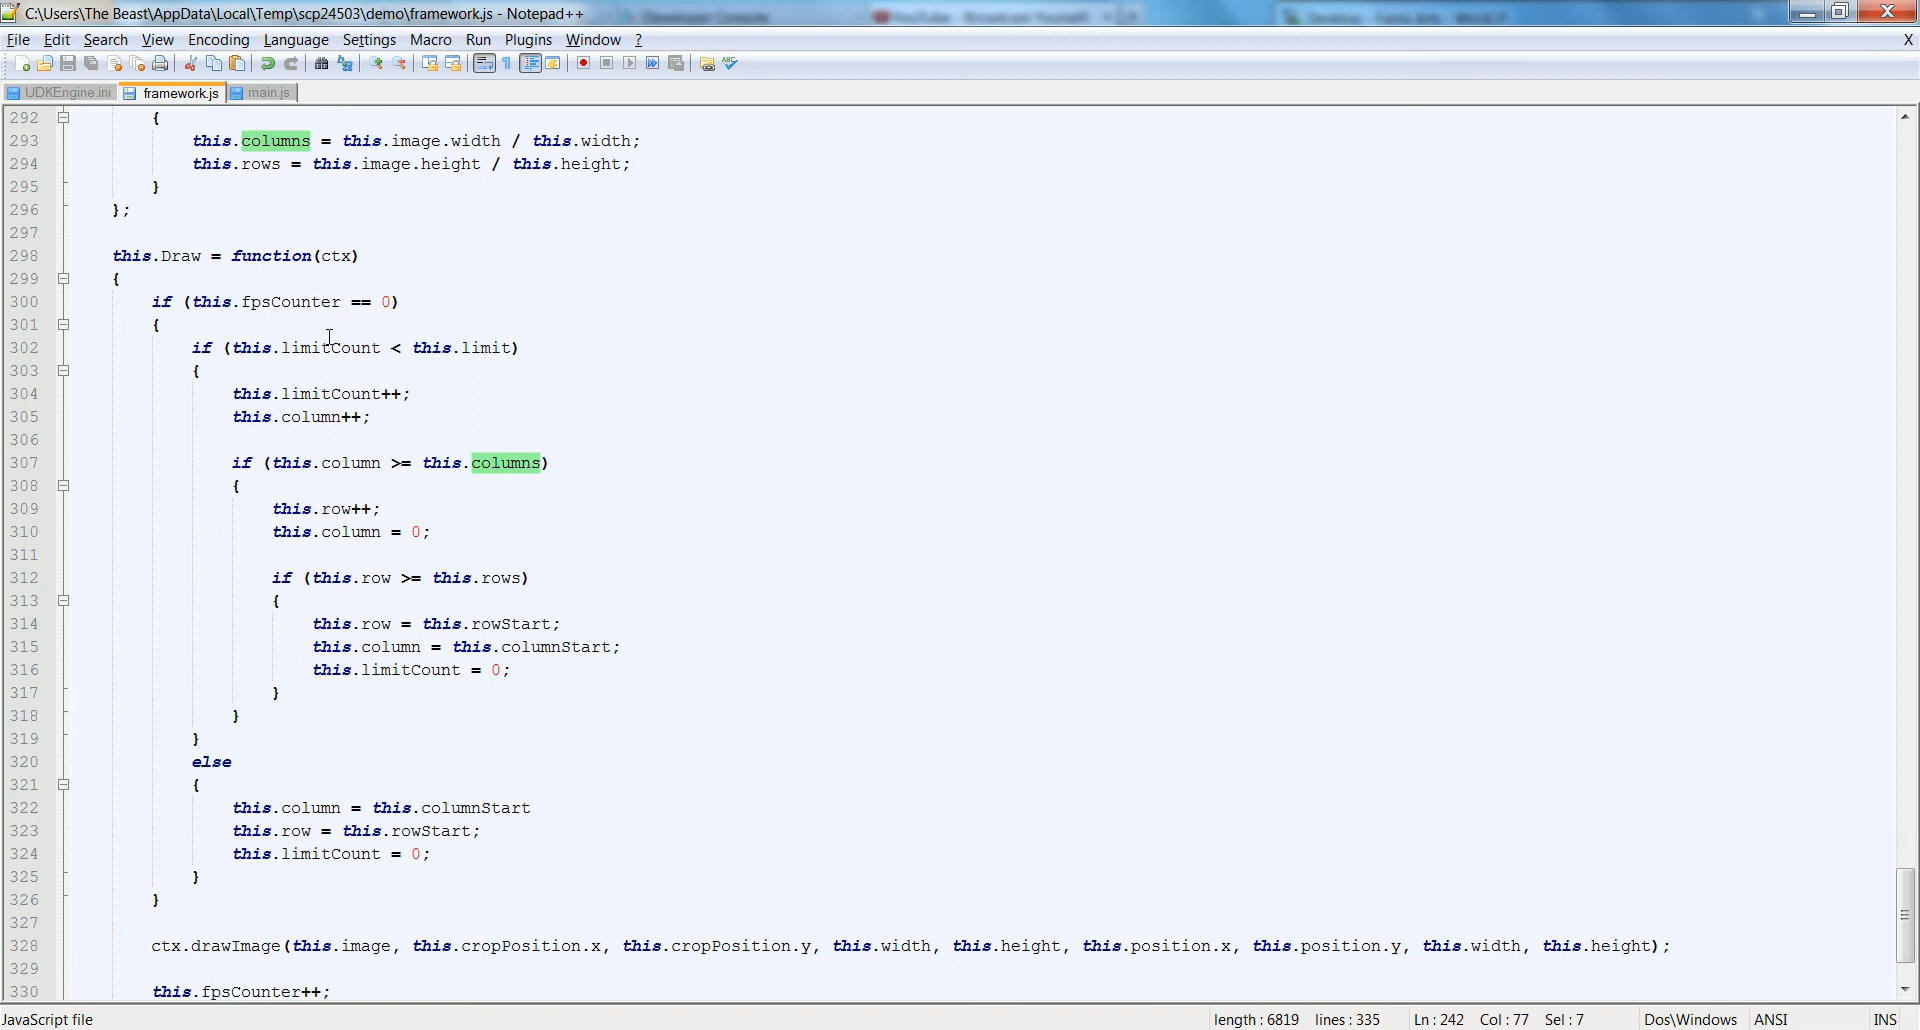 C:\Users\The Beast\AppData\Local\Temp\scp24503\demo\framework.js - Notepad++
File Edit Search View Encoding Language Settings Macro Run Plugins Window ? X
UDKEngine.ini framework.js main.js
292 {
293 this.columns = this.image.width / this.width;
294 this.rows = this.image.height / this.height;
295 }
296 };
297
298 this.Draw = function(ctx)
299 {
300 if (this.fpsCounter == 0)
301 {
302 if (this.limitCount < this.limit)
303 {
304 this.limitCount++;
305 this.column++;
306
307 if (this.column >= this.columns)
308 {
309 this.row++;
310 this.column = 0;
311
312 if (this.row >= this.rows)
313 {
314 this.row = this.rowStart;
315 this.column = this.columnStart;
316 this.limitCount = 0;
317 }
318 }
319 }
320 else
321 {
322 this.column = this.columnStart
323 this.row = this.rowStart;
324 this.limitCount = 0;
325 }
326 }
327
328 ctx.drawImage(this.image, this.cropPosition.x, this.cropPosition.y, this.width, this.height, this.position.x, this.position.y, this.width, this.height);
329
330 this.fpsCounter++;
JavaScript file length : 6819 lines : 335 Ln : 242 Col : 77 Sel : 7 Dos\Windows ANSI INS